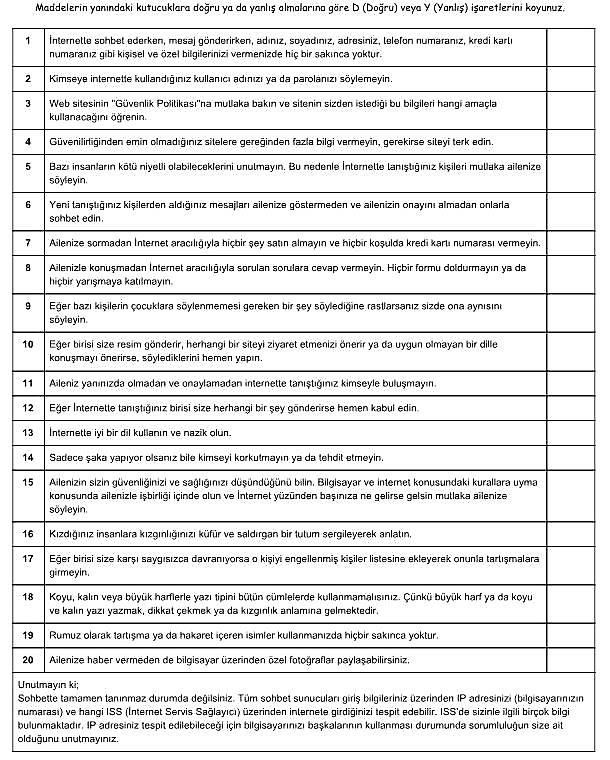 Maddelerin yanındaki kutucuklara doğru ya da yanlış olmalarına göre D (Doğru) veya Y (Yanlış) işaretlerini koyunuz.
1 İnternette sohbet ederken, mesaj gönderirken, adınız, soyadınız, adresiniz, telefon numaranız, kredi kartı
numaranız gibi kişisel ve özel bilgilerinizi vermenizde hiç bir sakınca yoktur.
2 Kimseye internette kullandığınız kullanıcı adınızı ya da parolanızı söylemeyin.
3 Web sitesinin "Güvenlik Politikası"na mutlaka bakın ve sitenin sizden istediği bu bilgileri hangi amaçla
kullanacağını öğrenin.
4 Güvenilirliğinden emin olmadığınız sitelere gereğinden fazla bilgi vermeyin, gerekirse siteyi terk edin.
5 Bazı insanların kötü niyetli olabileceklerini unutmayın. Bu nedenle İnternette tanıştığınız kişileri mutlaka ailenize
söyleyin.
6 Yeni tanıştığınız kişilerden aldığınız mesajları ailenize göstermeden ve ailenizin onayını almadan onlarla
sohbet edin.
7 Ailenize sormadan İnternet aracılığıyla hiçbir şey satın almayın ve hiçbir koşulda kredi kartı numarası vermeyin.
8 Ailenizle konuşmadan İnternet aracılığıyla sorulan sorulara cevap vermeyin. Hiçbir formu doldurmayın ya da
hiçbir yarışmaya katılmayın.
9 Eğer bazı kişilerin çocuklara söylenmemesi gereken bir şey söylediğine rastlarsanız sizde ona aynısını
söyleyin.
10 Eğer birisi size resim gönderir, herhangi bir siteyi ziyaret etmenizi önerir ya da uygun olmayan bir dille
konuşmayı önerirse, söylediklerini hemen yapın.
11 Aileniz yanınızda olmadan ve onaylamadan internette tanıştığınız kimseyle buluşmayın.
12 Eğer İnternette tanıştığınız birisi size herhangi bir şey gönderirse hemen kabul edin.
13 İnternette iyi bir dil kullanın ve nazik olun.
14 Sadece şaka yapıyor olsanız bile kimseyi korkutmayın ya da tehdit etmeyin.
15 Ailenizin sizin güvenliğinizi ve sağlığınızı düşündüğünü bilin. Bilgisayar ve internet konusundaki kurallara uyma
konusunda ailenizle işbirliği içinde olun ve İnternet yüzünden başınıza ne gelirse gelsin mutlaka ailenize
söyleyin.
16 Kızdığınız insanlara kızgınlığınızı küfür ve saldırgan bir tutum sergileyerek anlatın.
17 Eğer birisi size karşı saygısızca davranıyorsa o kişiyi engellenmiş kişiler listesine ekleyerek onunla tartışmalara
girmeyin.
18 Koyu, kalın veya büyük harflerle yazı tipini bütün cümlelerde kullanmamalısınız. Çünkü büyük harf ya da koyu
ve kalın yazı yazmak, dikkat çekmek ya da kızgınlık anlamına gelmektedir.
19 Rumuz olarak tartışma ya da hakaret içeren isimler kullanmanızda hiçbir sakınca yoktur.
20 Ailenize haber vermeden de bilgisayar üzerinden özel fotoğraflar paylaşabilirsiniz.
Unutmayın ki;
Sohbette tamamen tanınmaz durumda değilsiniz. Tüm sohbet sunucuları giriş bilgileriniz üzerinden IP adresinizi (bilgisayarınızın
numarası) ve hangi ISS (İnternet Servis Sağlayıcı) üzerinden internete girdiğinizi tespit edebilir. ISS'de sizinle ilgili birçok bilgi
bulunmaktadır. IP adresiniz tespit edilebileceği için bilgisayarınızı başkalarının kullanması durumunda sorumluluğun size ait
olduğunu unutmayınız.